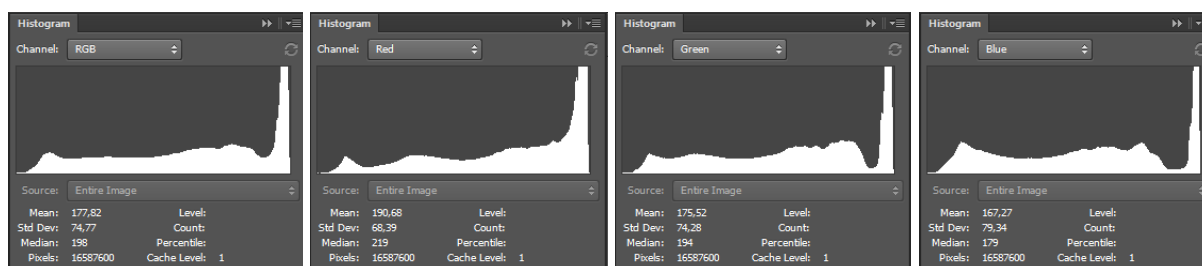 Histogram
Channel: RGB
Source: Entire Image
Mean: 177,82 Level:
Std Dev: 74,77 Count:
Median: 198 Percentile:
Pixels: 16587600 Cache Level: 1
Histogram
Channel: Red
Source: Entire Image
Mean: 190,68 Level:
Std Dev: 68,39 Count:
Median: 219 Percentile:
Pixels: 16587600 Cache Level: 1
Histogram
Channel: Green
Source: Entire Image
Mean: 175,52 Level:
Std Dev: 74,28 Count:
Median: 194 Percentile:
Pixels: 16587600 Cache Level: 1
Histogram
Channel: Blue
Source: Entire Image
Mean: 167,27 Level:
Std Dev: 79,34 Count:
Median: 179 Percentile:
Pixels: 16587600 Cache Level: 1